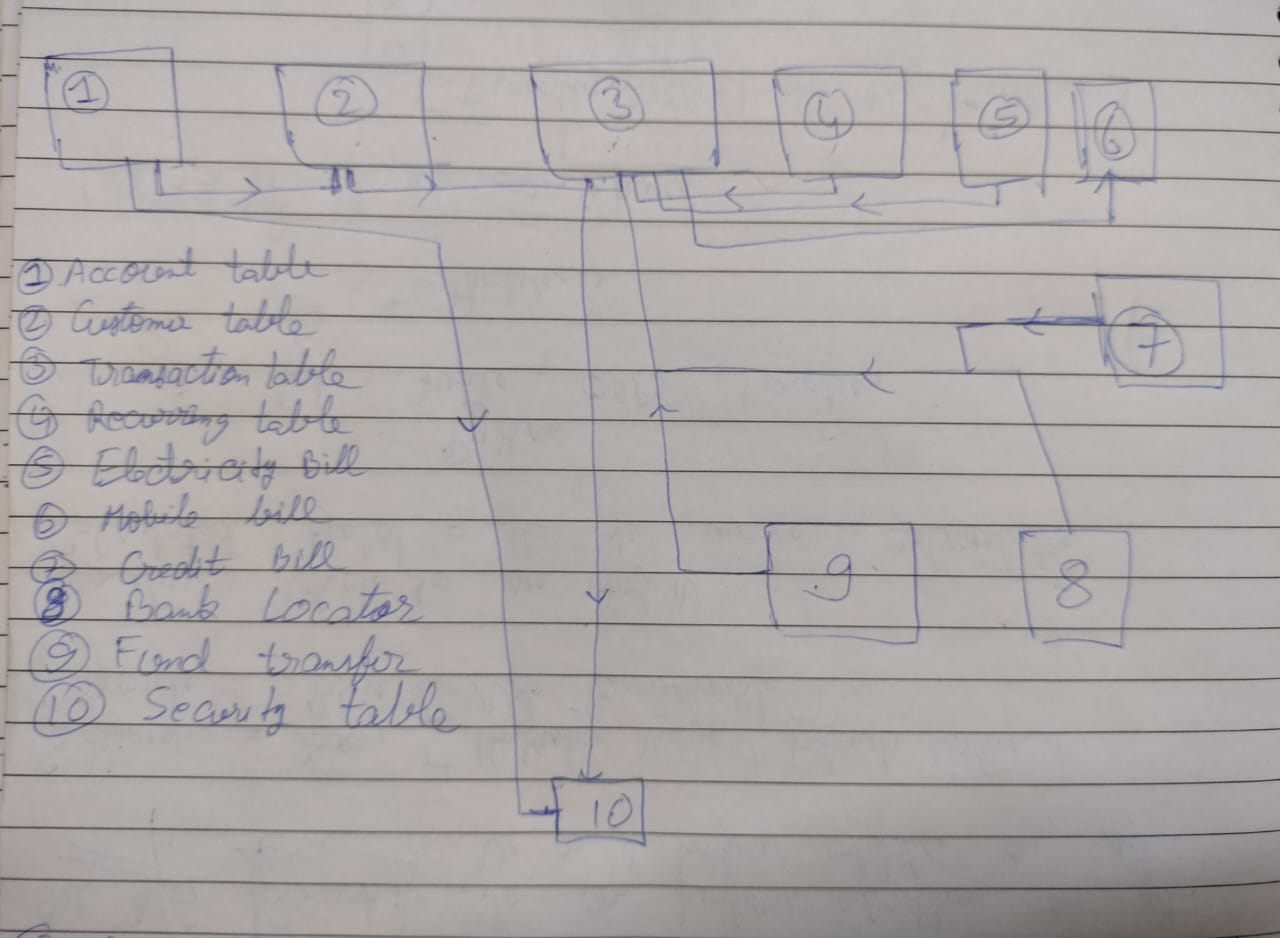 1 2 3 4 5 6
① Account table
② Customer table
③ Transaction table
④ Recurring table
⑤ Electricity Bill
⑥ Mobile bill
⑦ Credit Bill
⑧ Bank Locator
⑨ Fund transfer
⑩ Security table
7
9 8
10